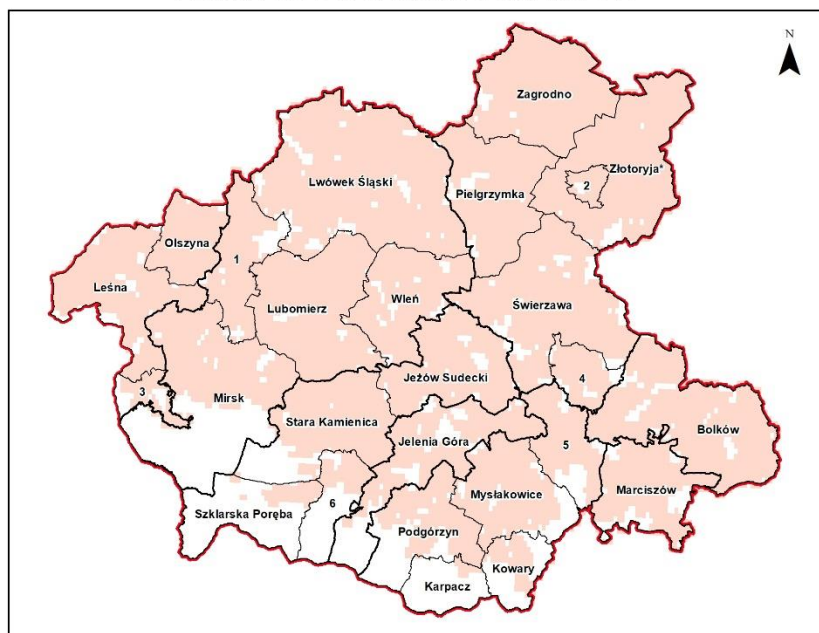 N
Zagrodno
Złotoryja*
Lwówek Śląski
Pielgrzymka
2
Olszyna
1
Leśna
Lubomierz
Wleń
Świerzawa
Jeżów Sudecki
4
3
Mirsk
Stara Kamienica
Bolków
Jelenia Góra
5
Mysłakowice
Marciszów
Szklarska Poręba
6
Podgórzyn
Kowary
Karpacz